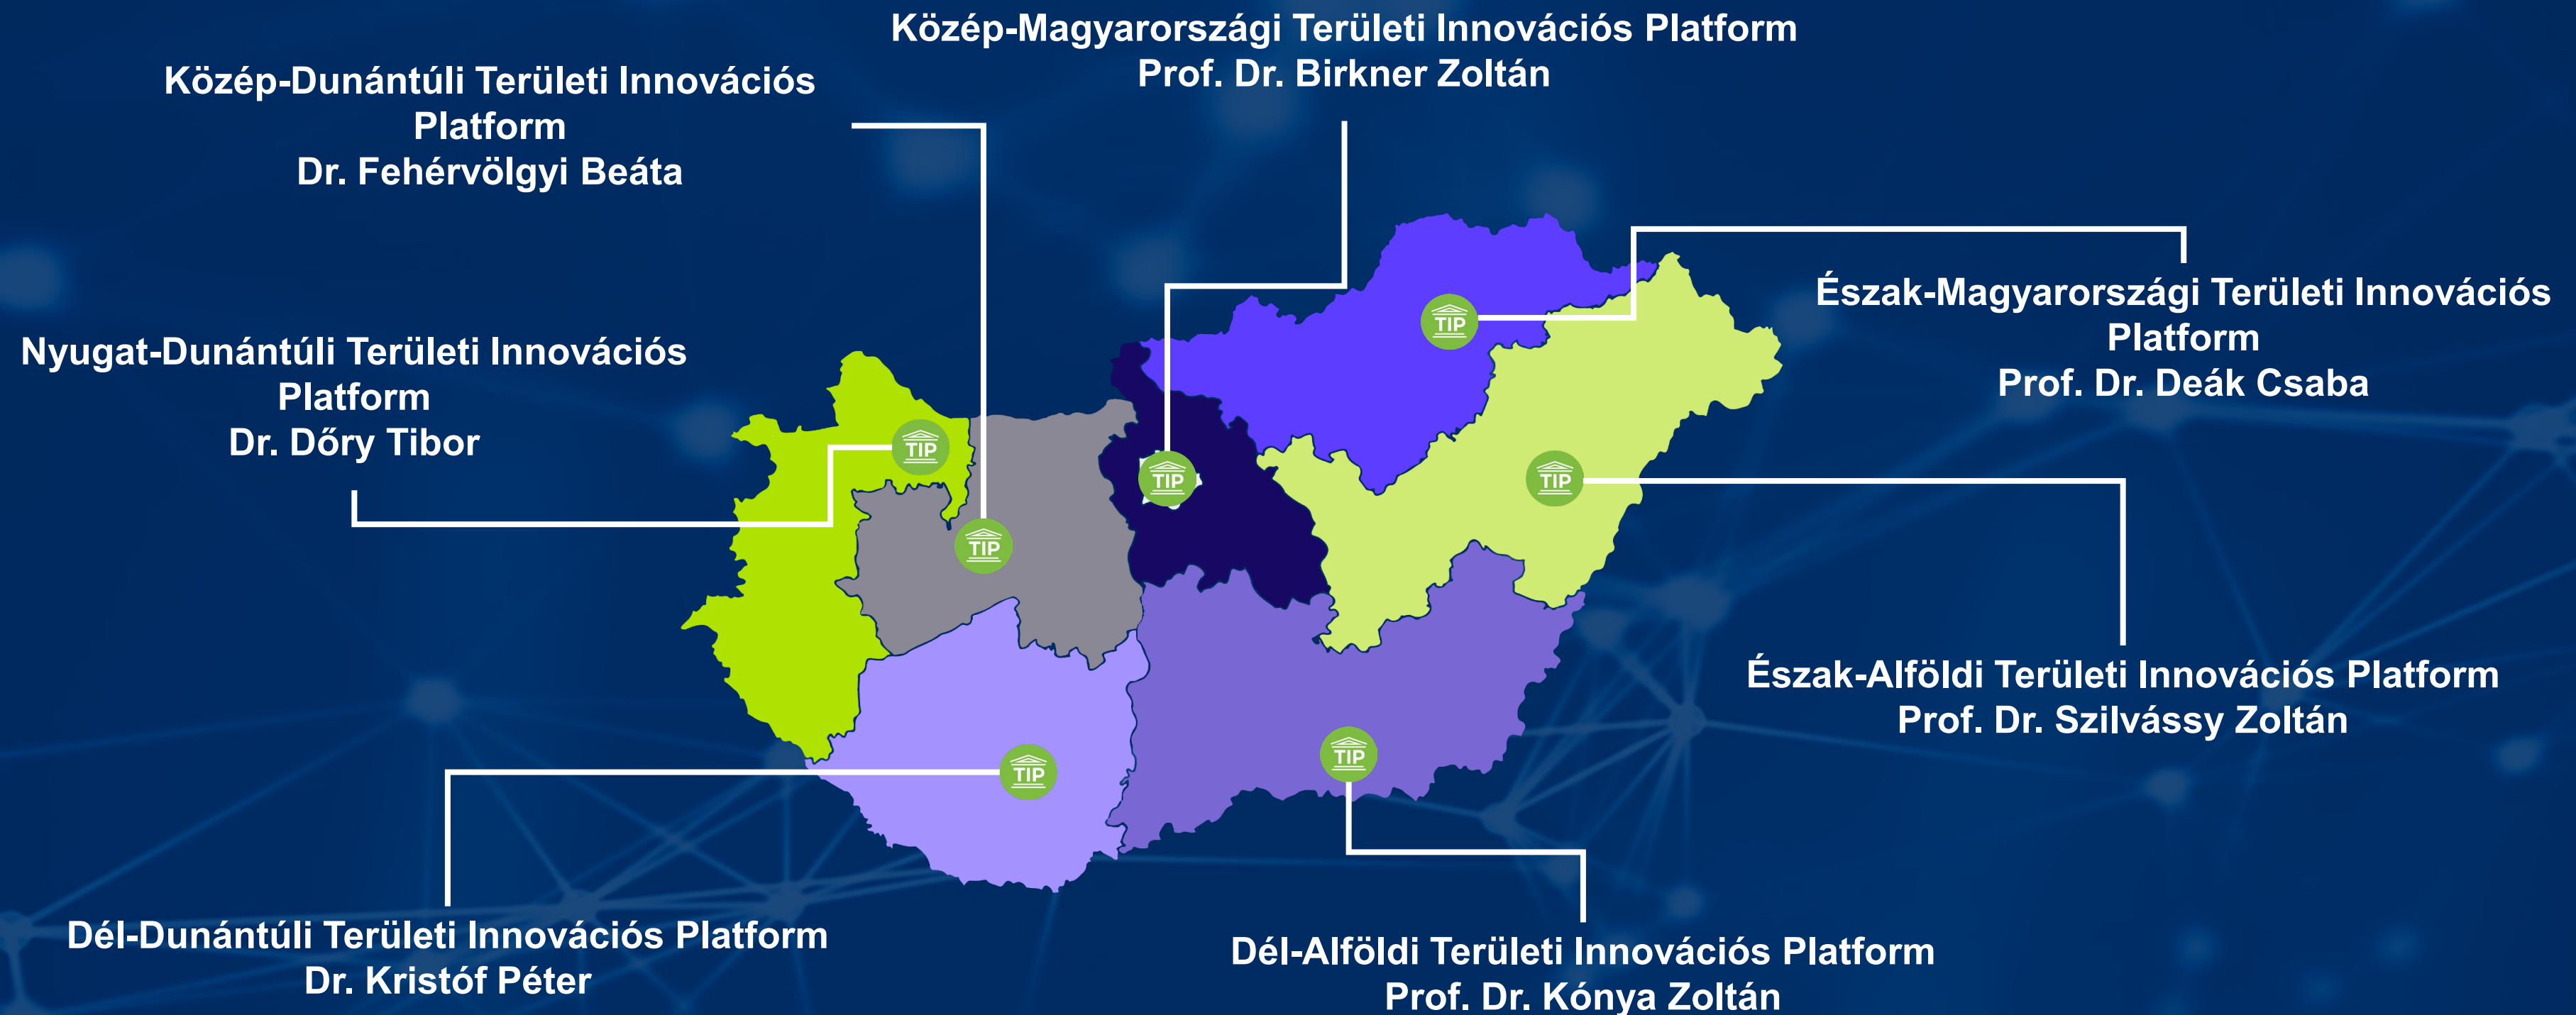 Közép-Magyarországi Területi Innovációs Platform
Prof. Dr. Birkner Zoltán
Közép-Dunántúli Területi Innovációs
Platform
Dr. Fehérvölgyi Beáta
Észak-Magyarországi Területi Innovációs
Platform
Prof. Dr. Deák Csaba
Nyugat-Dunántúli Területi Innovációs
Platform
Dr. Dőry Tibor
TIP
TIP
TIP
TIP
TIP
TIP
TIP
Észak-Alföldi Területi Innovációs Platform
Prof. Dr. Szilvássy Zoltán
Dél-Dunántúli Területi Innovációs Platform
Dr. Kristóf Péter
Dél-Alföldi Területi Innovációs Platform
Prof. Dr. Kónya Zoltán